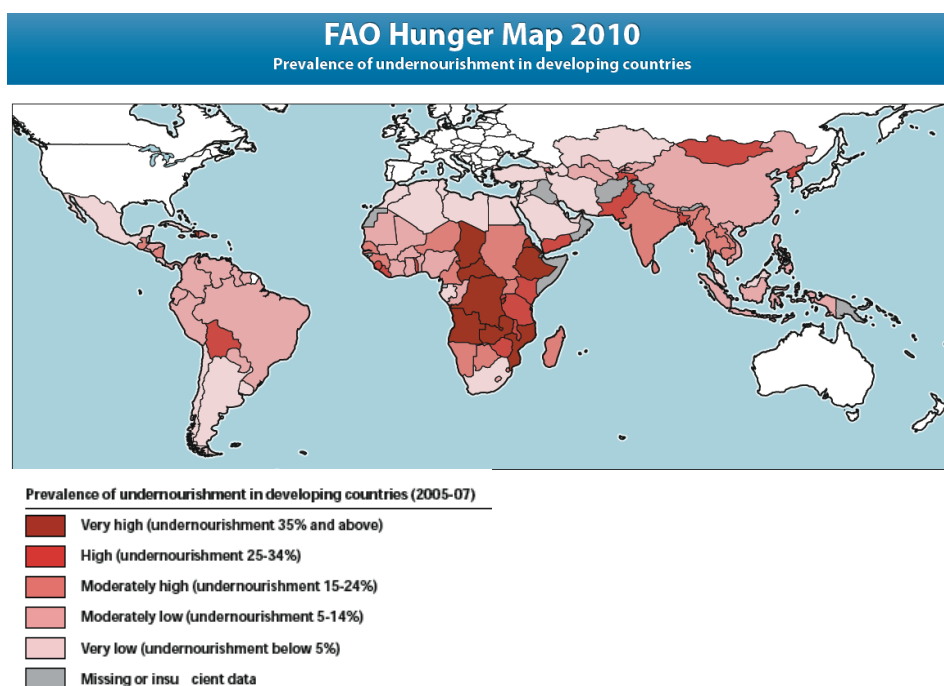 FAO Hunger Map 2010
Prevalence of undernourishment in developing countries
Prevalence of undernourishment in developing countries (2005-07)
Very high (undernourishment 35% and above)
High (undernourishment 25-34%)
Moderately high (undernourishment 15-24%)
Moderately low (undernourishment 5-14%)
Very low (undernourishment below 5%)
Missing or insu cient data